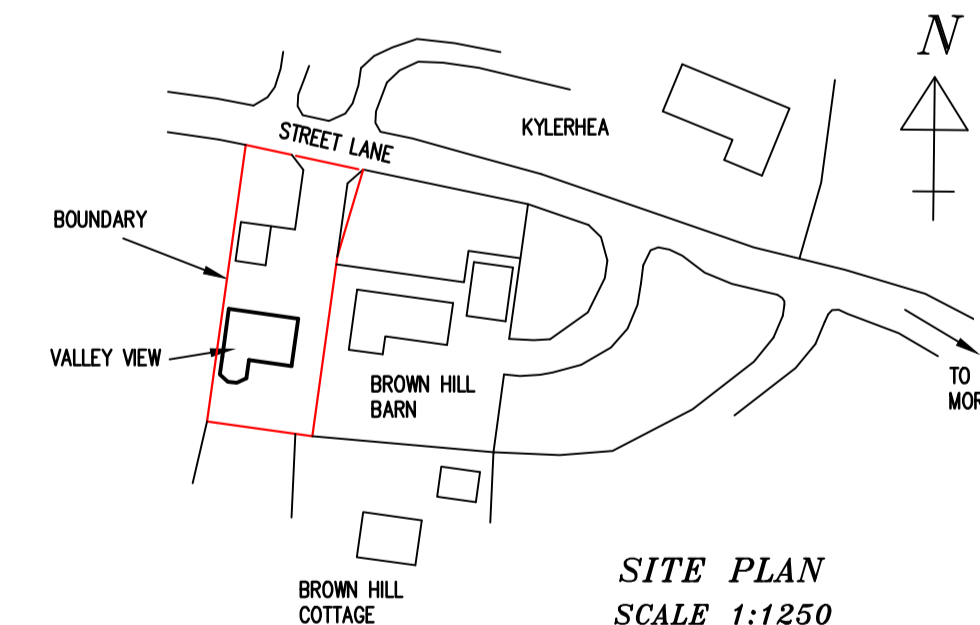 N
KYLERHEA
STREET LANE
BOUNDARY
VALLEY VIEW
BROWN HILL
BARN
TO
BROWN HILL
COTTAGE
SITE PLAN
SCALE 1:1250